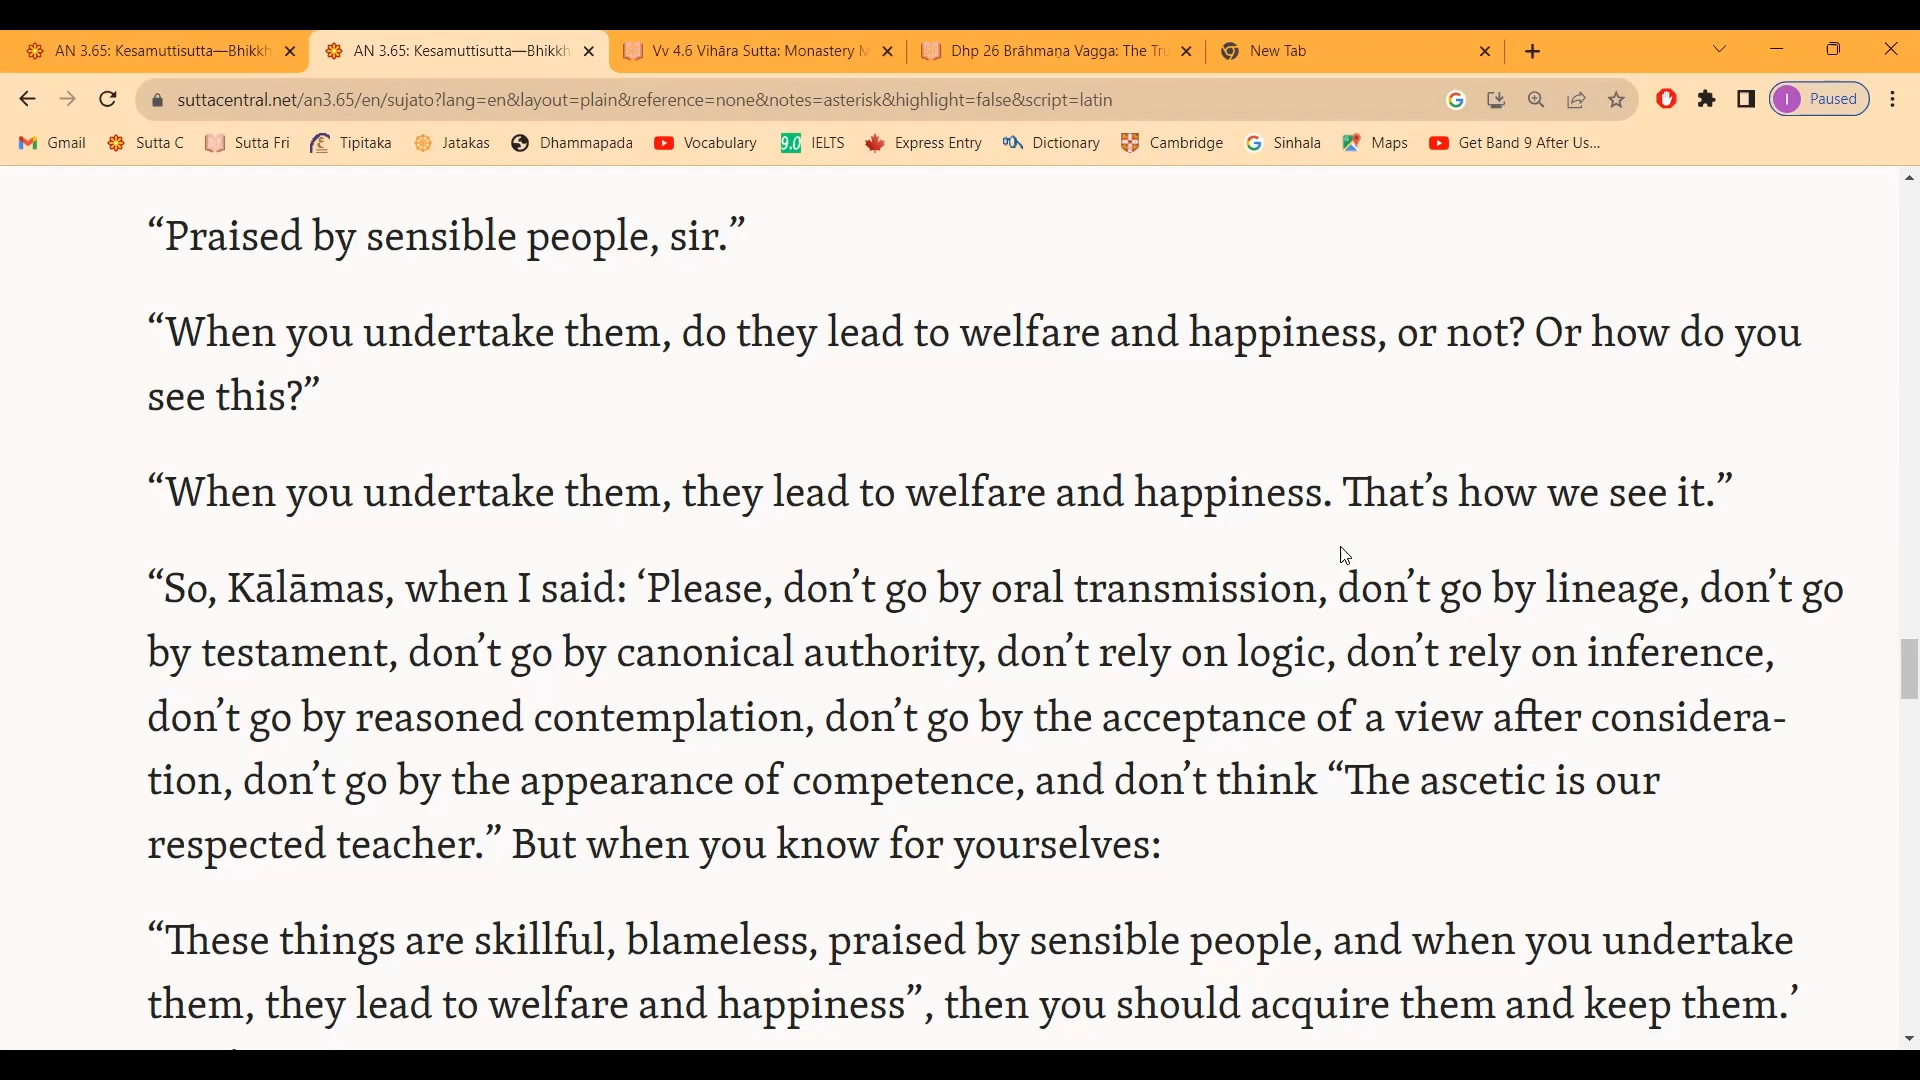 AN 3.65: Kesamuttisutta—Bhikkh
AN 3.65: Kesamuttisutta—Bhikkh
Vv 4.6 Vihāra Sutta: Monastery M
Dhp 26 Brāhmaṇa Vagga: The Tru
New Tab
suttacentral.net/an3.65/en/sujato?lang=en&layout=plain&reference=none&notes=asterisk&highlight=false&script=latin
I Paused
Gmail
Sutta C
Sutta Fri
Tipitaka
Jatakas
Dhammapada
Vocabulary
9.0 IELTS
Express Entry
Dictionary
Cambridge
Sinhala
Maps
Get Band 9 After Us...
“Praised by sensible people, sir.”
“When you undertake them, do they lead to welfare and happiness, or not? Or how do you
see this?”
“When you undertake them, they lead to welfare and happiness. That’s how we see it.”
“So, Kālāmas, when I said: ‘Please, don’t go by oral transmission, don’t go by lineage, don’t go
by testament, don’t go by canonical authority, don’t rely on logic, don’t rely on inference,
don’t go by reasoned contemplation, don’t go by the acceptance of a view after considera-
tion, don’t go by the appearance of competence, and don’t think “The ascetic is our
respected teacher.” But when you know for yourselves:
“These things are skillful, blameless, praised by sensible people, and when you undertake
them, they lead to welfare and happiness”, then you should acquire them and keep them.’